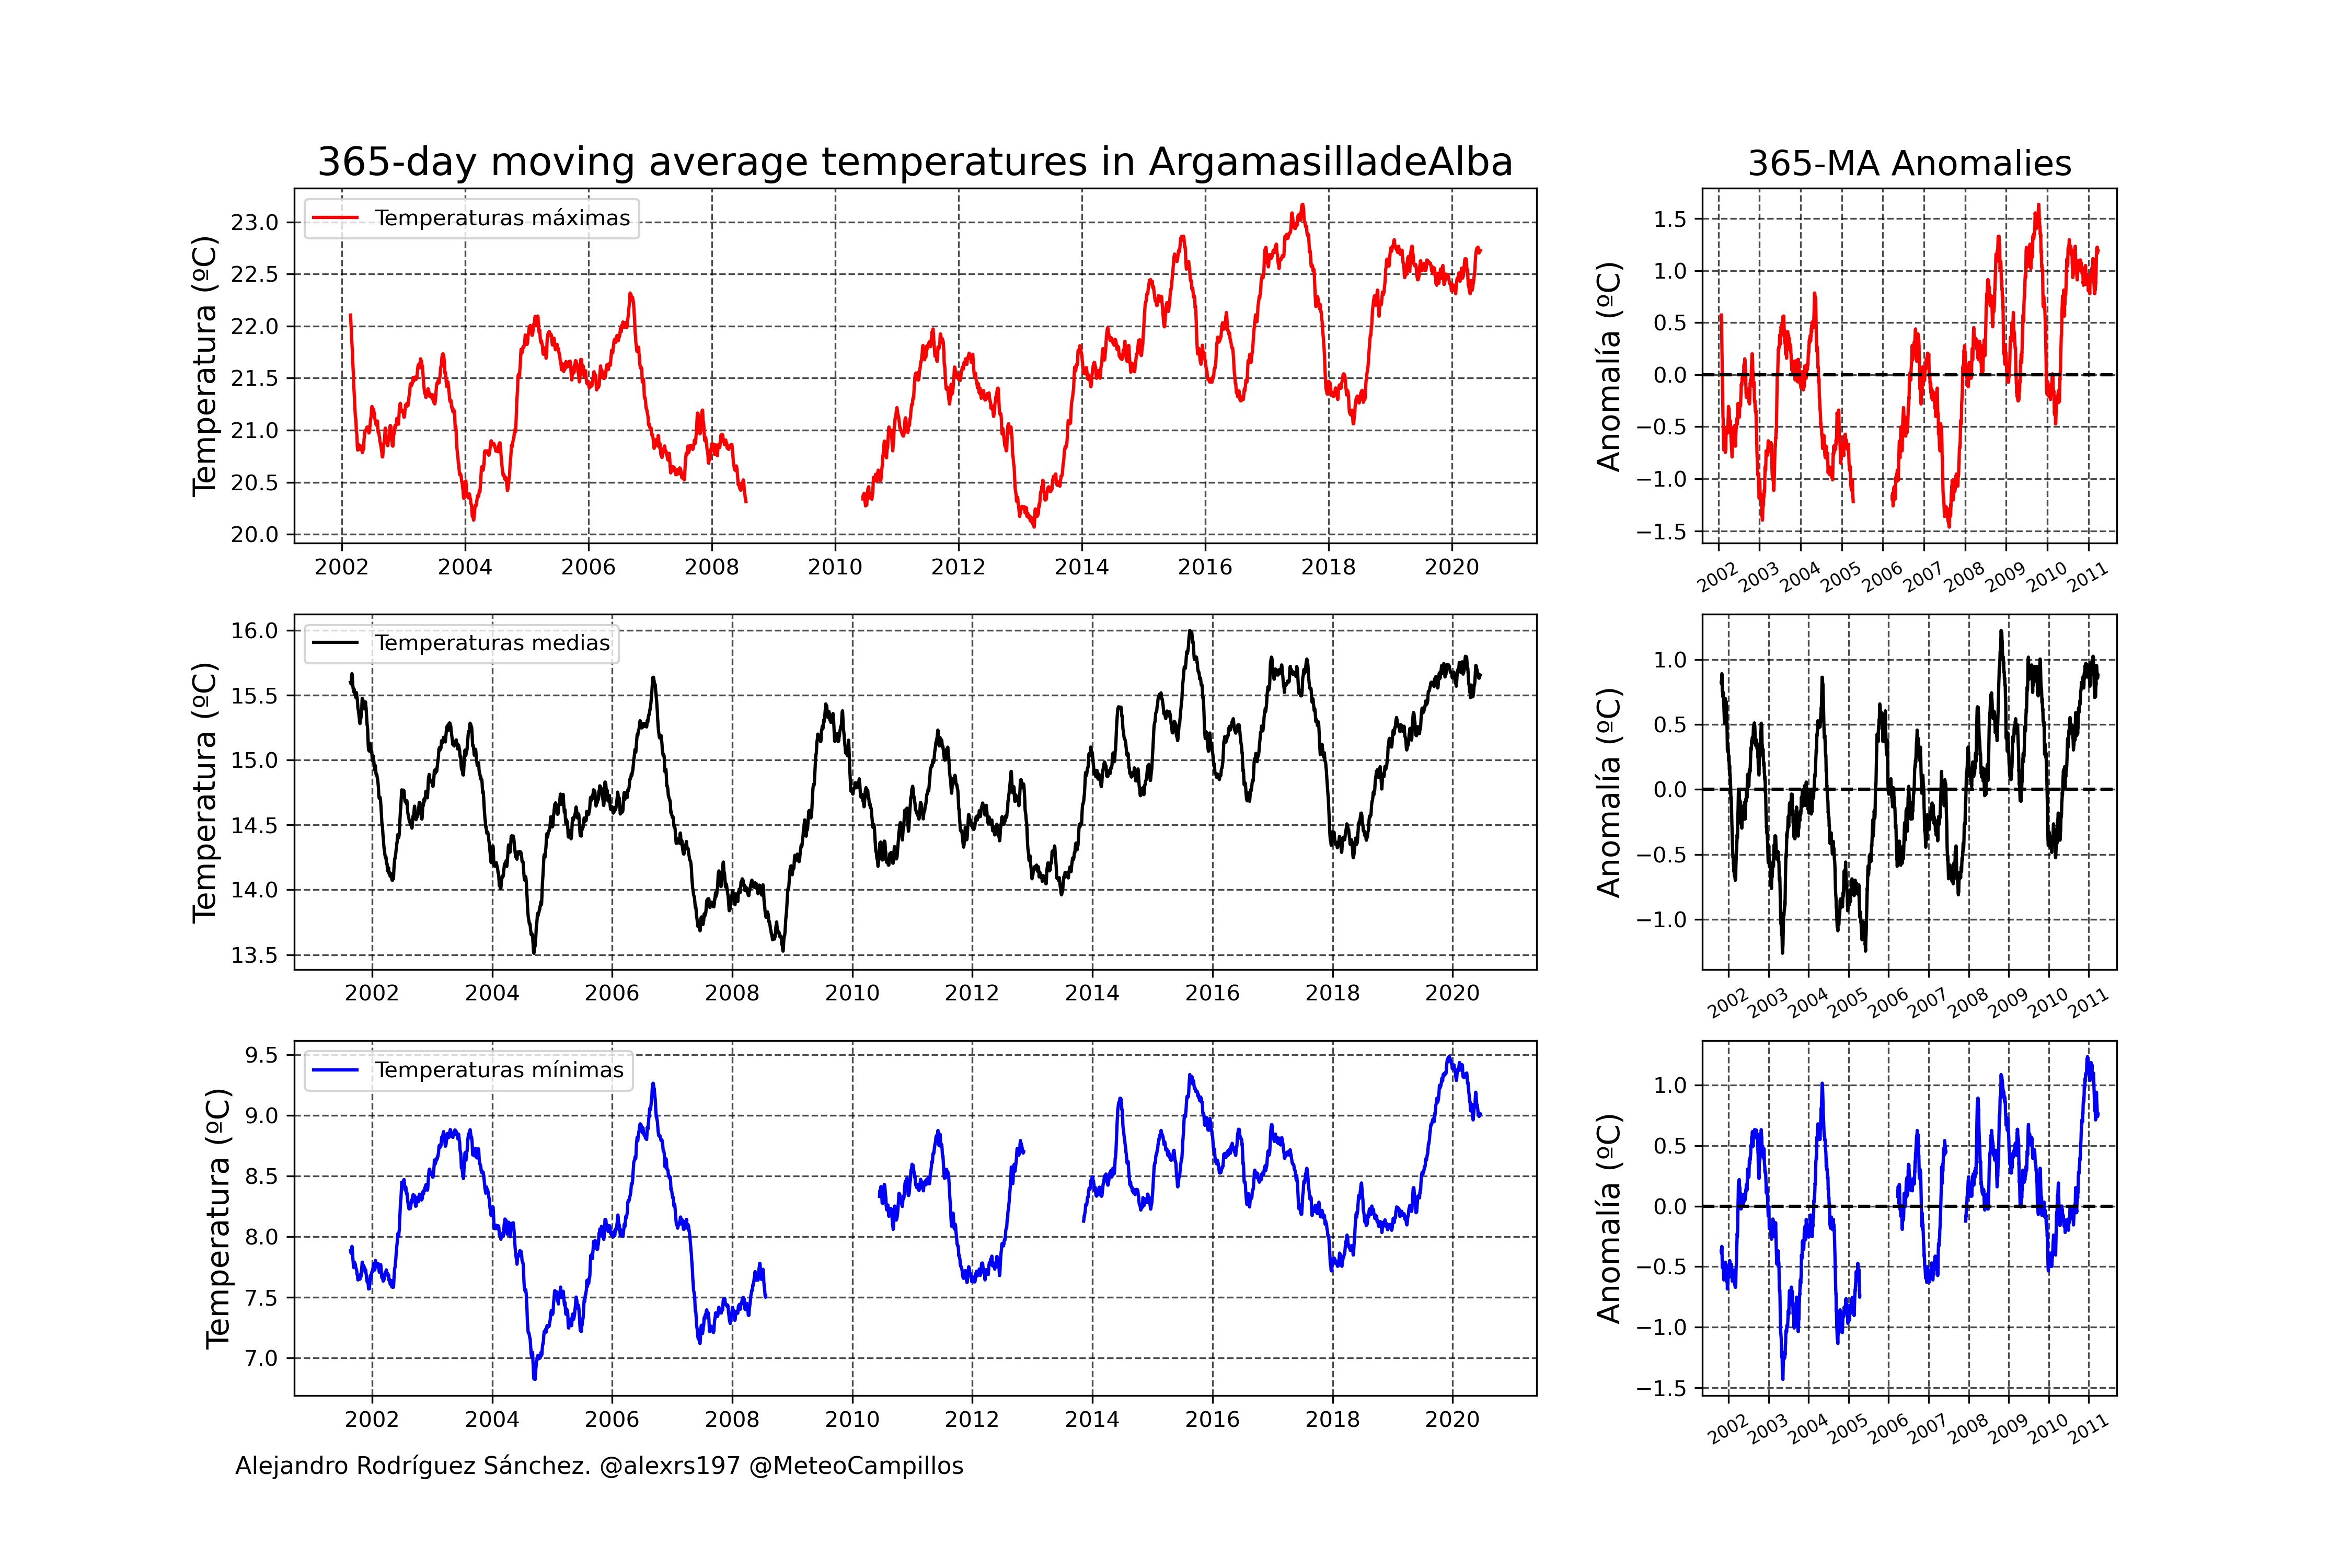 365-day moving average temperatures in ArgamasilladeAlba
365-MA Anomalies
Temperatura (ºC)
23.0
22.5
22.0
21.5
21.0
20.5
20.0
Temperaturas máximas
2002 2004 2006 2008 2010 2012 2014 2016 2018 2020
Anomalía (ºC)
1.5
1.0
0.5
0.0
−0.5
−1.0
−1.5
2002 2003 2004 2005 2006 2007 2008 2009 2010 2011
Temperatura (ºC)
16.0
15.5
15.0
14.5
14.0
13.5
Temperaturas medias
2002 2004 2006 2008 2010 2012 2014 2016 2018 2020
Anomalía (ºC)
1.0
0.5
0.0
−0.5
−1.0
2002 2003 2004 2005 2006 2007 2008 2009 2010 2011
Temperatura (ºC)
9.5
9.0
8.5
8.0
7.5
7.0
Temperaturas mínimas
2002 2004 2006 2008 2010 2012 2014 2016 2018 2020
Anomalía (ºC)
1.0
0.5
0.0
−0.5
−1.0
−1.5
2002 2003 2004 2005 2006 2007 2008 2009 2010 2011
Alejandro Rodríguez Sánchez. @alexrs197 @MeteoCampillos